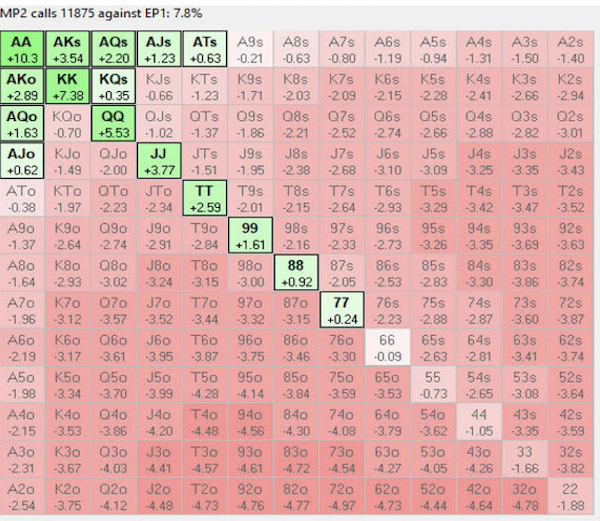 MP2 calls 11875 against EP1: 7.8%
AA AKs AQs AJs ATs A9s A8s A7s A6s A5s A4s A3s A2s
+10.3 +3.54 +2.20 +1.23 +0.63 -0.21 -0.63 -0.80 -1.19 -0.94 -1.31 -1.50 -1.40
AKo KK KQs KJs KTs K9s K8s K7s K6s K5s K4s K3s K2s
+2.89 +7.38 +0.35 -0.66 -1.23 -1.71 -2.03 -2.09 -2.15 -2.28 -2.41 -2.66 -2.94
AQo KQo QQ QJs QTs Q9s Q8s Q7s Q6s Q5s Q4s Q3s Q2s
+1.63 -0.70 +5.53 -1.02 -1.37 -1.86 -2.21 -2.52 -2.74 -2.66 -2.88 -2.82 -3.01
AJo KJo QJo JJ JTs J9s J8s J7s J6s J5s J4s J3s J2s
+0.62 -1.49 -2.00 +3.77 -1.51 -1.95 -2.38 -2.68 -3.10 -3.09 -3.25 -3.35 -3.43
ATo KTo QTo JTo TT T9s T8s T7s T6s T5s T4s T3s T2s
-0.38 -1.97 -2.23 -2.34 +2.59 -2.01 -2.15 -2.64 -2.93 -3.29 -3.42 -3.47 -3.52
A9o K9o Q9o J9o T9o 99 98s 97s 96s 95s 94s 93s 92s
-1.37 -2.64 -2.74 -2.91 -2.84 +1.61 -2.16 -2.33 -2.73 -3.26 -3.35 -3.69 -3.63
A8o K8o Q8o J8o T8o 98o 88 87s 86s 85s 84s 83s 82s
-1.64 -2.93 -3.02 -3.24 -3.15 -3.00 +0.92 -2.05 -2.53 -2.83 -3.30 -3.86 -3.74
A7o K7o Q7o J7o T7o 97o 87o 77 76s 75s 74s 73s 72s
-1.96 -3.12 -3.57 -3.52 -3.44 -3.32 -3.15 +0.24 -2.23 -2.88 -2.87 -3.60 -3.87
A6o K6o Q6o J6o T6o 96o 86o 76o 66 65s 64s 63s 62s
-2.19 -3.17 -3.61 -3.95 -3.87 -3.75 -3.46 -3.30 -0.09 -2.63 -2.81 -3.41 -3.74
A5o K5o Q5o J5o T5o 95o 85o 75o 65o 55 54s 53s 52s
-1.98 -3.34 -3.70 -3.99 -4.28 -4.14 -3.84 -3.59 -3.53 -0.73 -2.65 -3.08 -3.64
A4o K4o Q4o J4o T4o 94o 84o 74o 64o 54o 44 43s 42s
-2.15 -3.53 -3.86 -4.20 -4.48 -4.56 -4.30 -4.08 -3.79 -3.62 -1.05 -3.35 -3.59
A3o K3o Q3o J3o T3o 93o 83o 73o 63o 53o 43o 33 32s
-2.31 -3.67 -4.03 -4.41 -4.57 -4.61 -4.72 -4.54 -4.27 -4.05 -4.26 -1.66 -3.82
A2o K2o Q2o J2o T2o 92o 82o 72o 62o 52o 42o 32o 22
-2.54 -3.75 -4.12 -4.48 -4.73 -4.76 -4.77 -4.97 -4.73 -4.44 -4.64 -4.78 -1.88